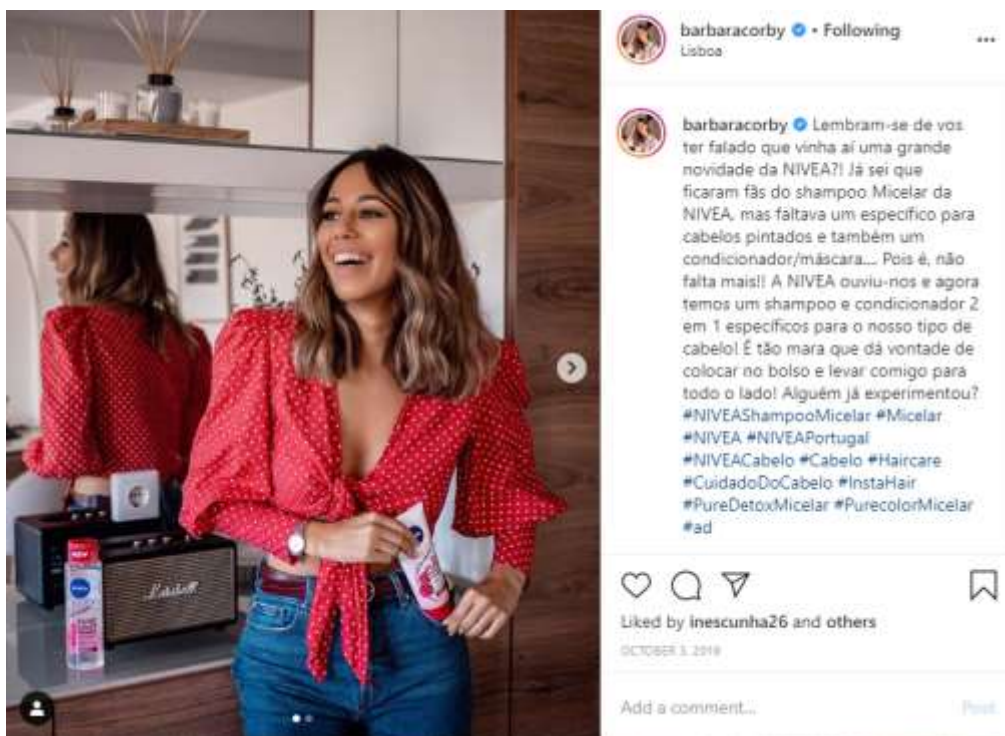 barbaracorby • Following
Lisboa
barbaracorby Lembram-se de vos
ter falado que vinha aí uma grande
novidade da NIVEA?! Já sei que
ficaram fãs do shampoo Micelar da
NIVEA, mas faltava um específico para
cabelos pintados e também um
condicionador/máscara.... Pois é, não
falta mais!! A NIVEA ouviu-nos e agora
temos um shampoo e condicionador 2
em 1 específicos para o nosso tipo de
cabelo! É tão mara que dá vontade de
colocar no bolso e levar comigo para
todo o lado! Alguém já experimentou?
#NIVEAShampooMicelar #Micelar
#NIVEA #NIVEAPortugal
#NIVEACabelo #Cabelo #Haircare
#CuidadoDoCabelo #InstaHair
#PureDetoxMicelar #PurecolorMicelar
#ad
Liked by inescunha26 and others
Add a comment...
Post
Marshall
NEW
NIVEA